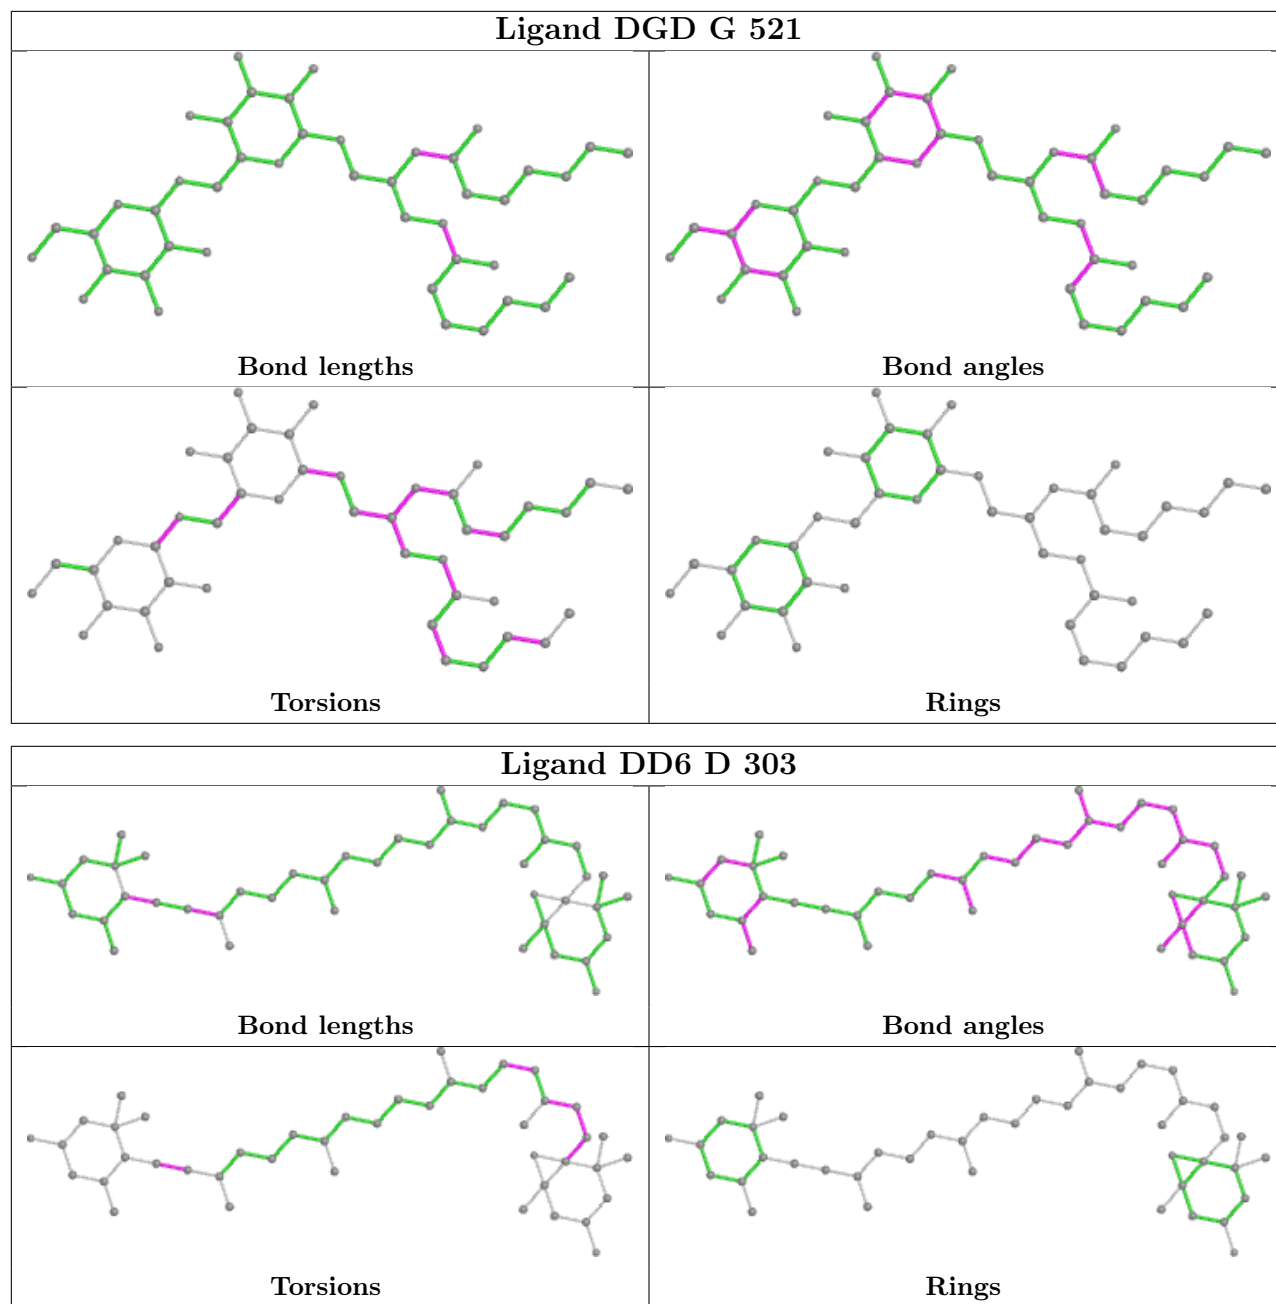 Ligand DGD G 521
Bond lengths
Bond angles
Torsions
Rings
Ligand DD6 D 303
Bond lengths
Bond angles
Torsions
Rings